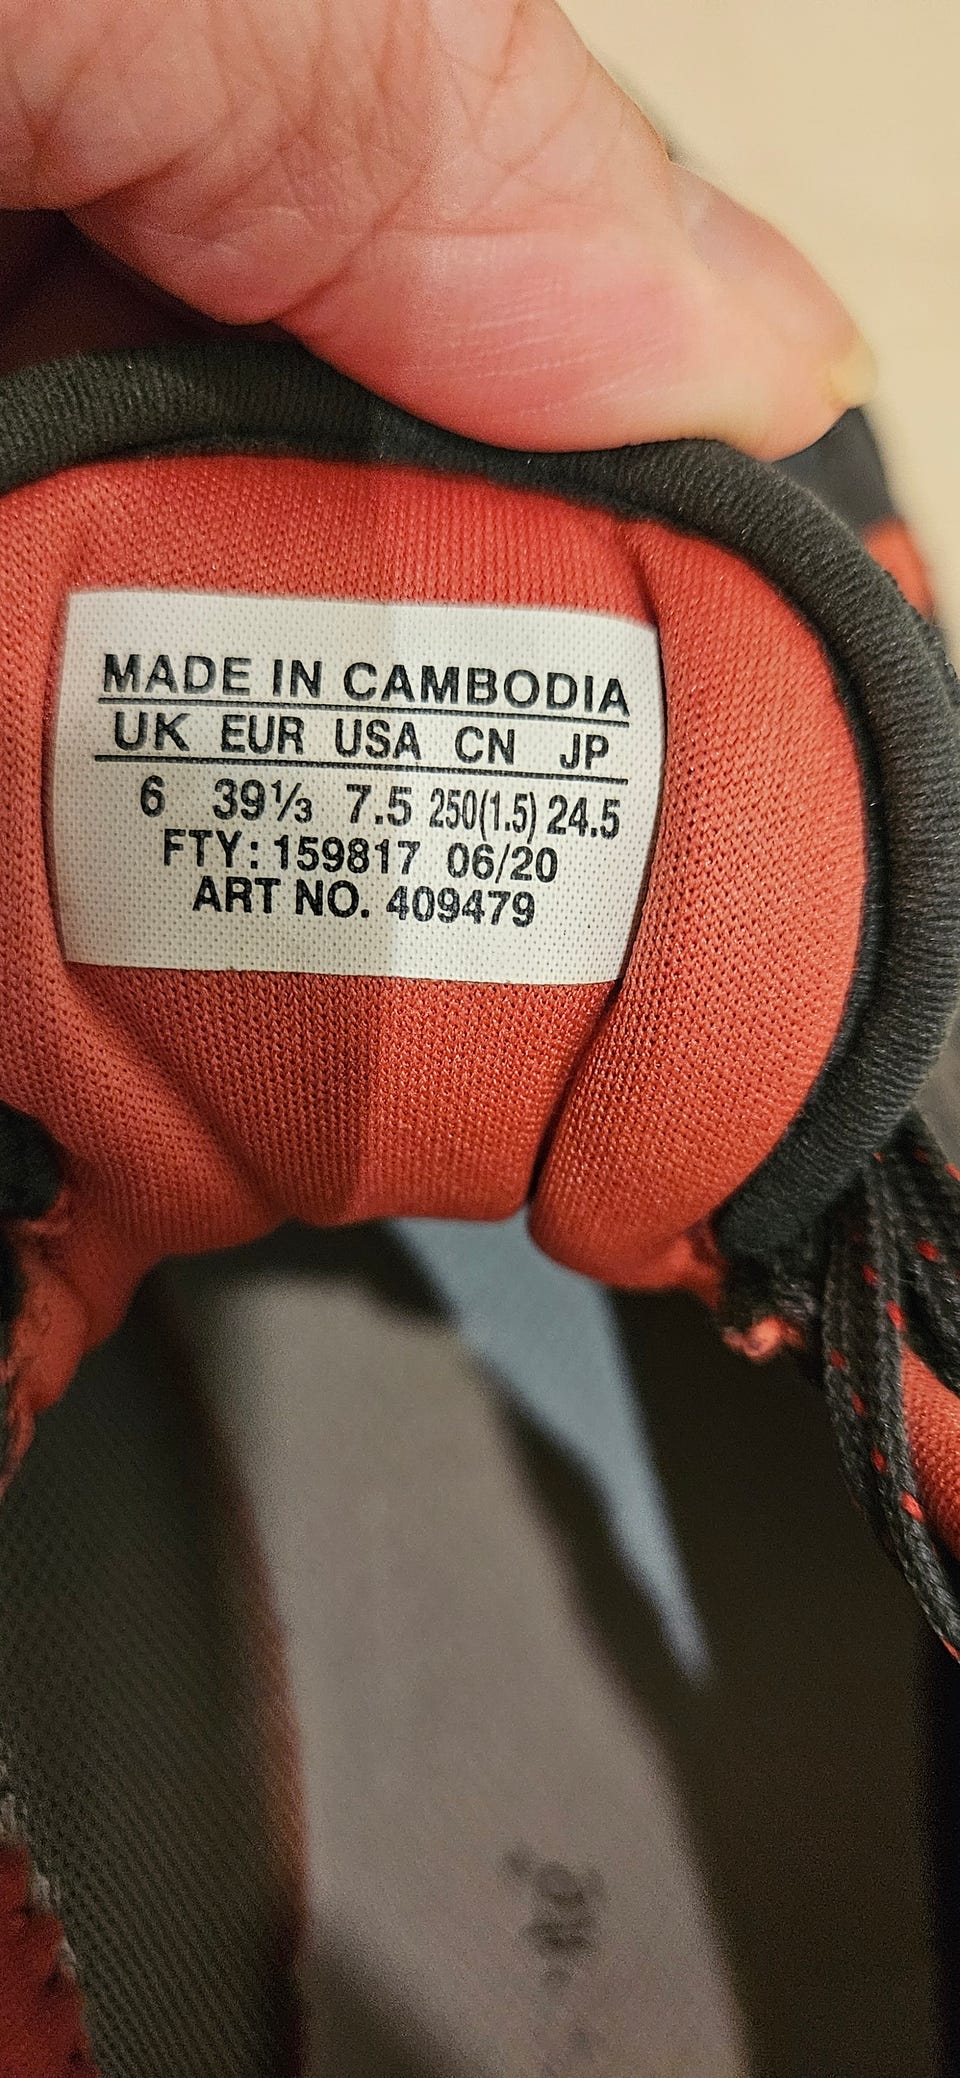 MADE IN CAMBODIA
UK EUR USA CN JP
6 39⅓ 7.5 250(1.5) 24.5
FTY: 159817 06/20
ART NO. 409479